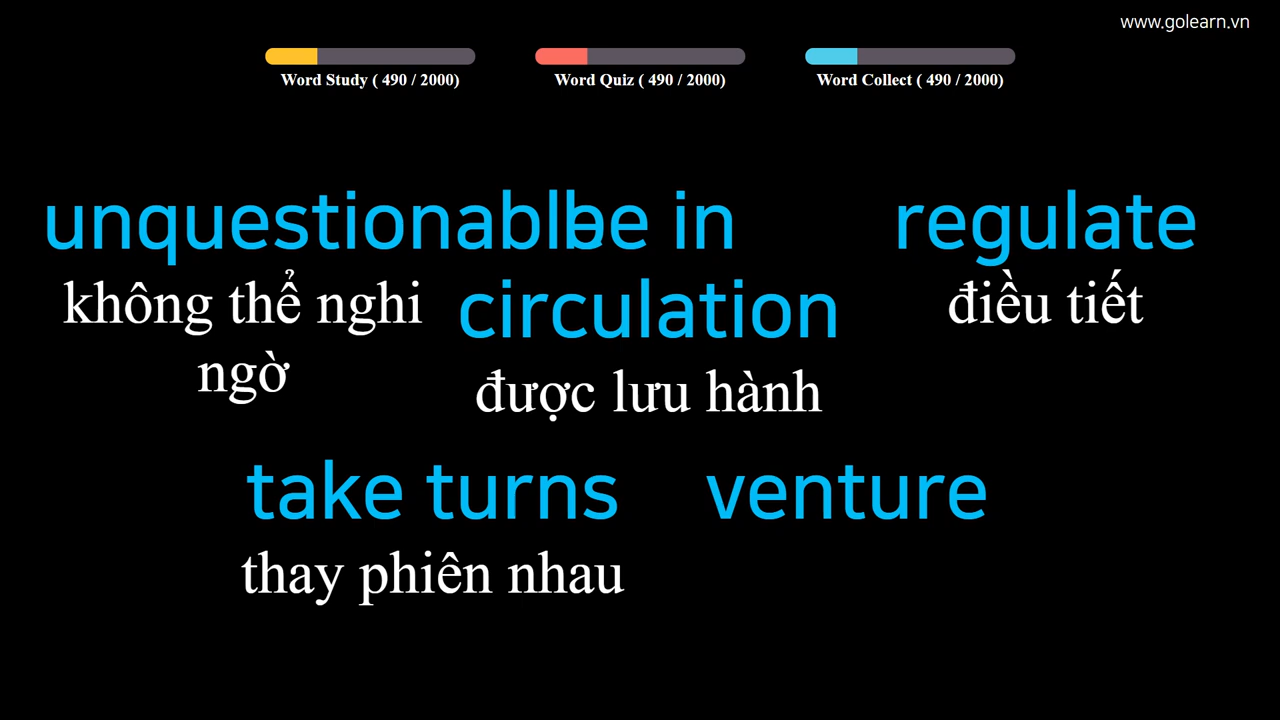 www.golearn.vn
Word Study ( 490 / 2000)
Word Quiz ( 490 / 2000)
Word Collect ( 490 / 2000)
unquestionable
không thể nghi
ngờ
be in
circulation
được lưu hành
regulate
điều tiết
take turns
thay phiên nhau
venture